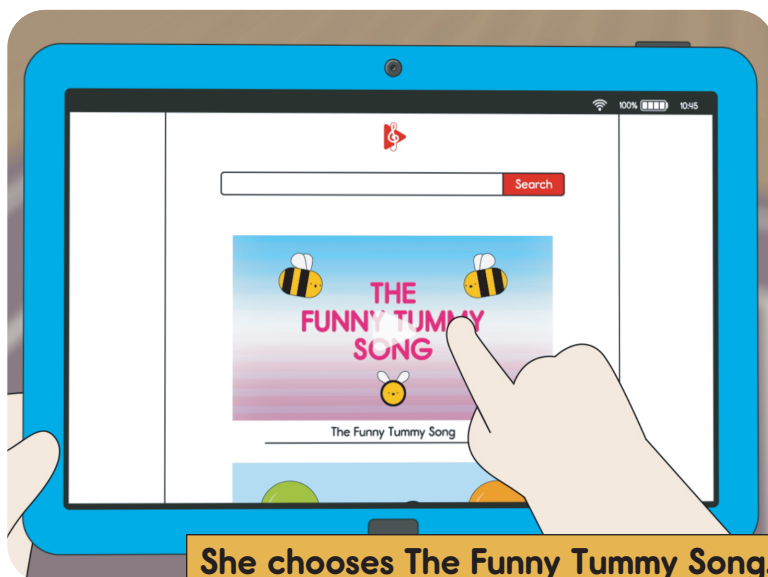 100% 10:45
Search
THE
FUNNY TUMMY
SONG
The Funny Tummy Song
She chooses The Funny Tummy Song.